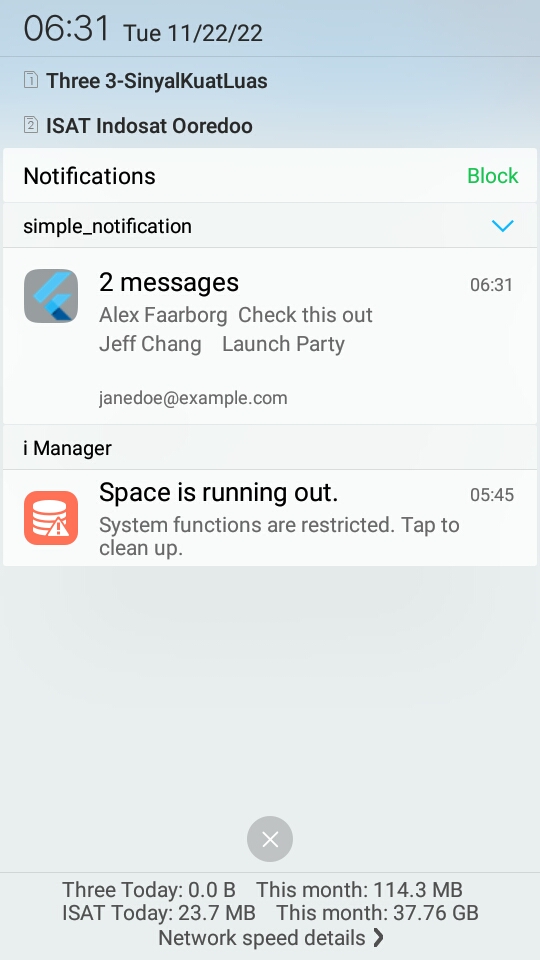 06:31 Tue 11/22/22
1 Three 3-SinyalKuatLuas
2 ISAT Indosat Ooredoo
Notifications Block
simple_notification
2 messages 06:31
Alex Faarborg Check this out
Jeff Chang Launch Party
janedoe@example.com
i Manager
Space is running out. 05:45
System functions are restricted. Tap to
clean up.
Three Today: 0.0 B This month: 114.3 MB
ISAT Today: 23.7 MB This month: 37.76 GB
Network speed details ❯